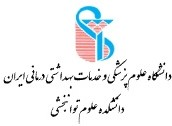 دانشگاه علوم پزشکی و خدمات بهداشتی درمانی ایران
دانشکده علوم توانبخشی